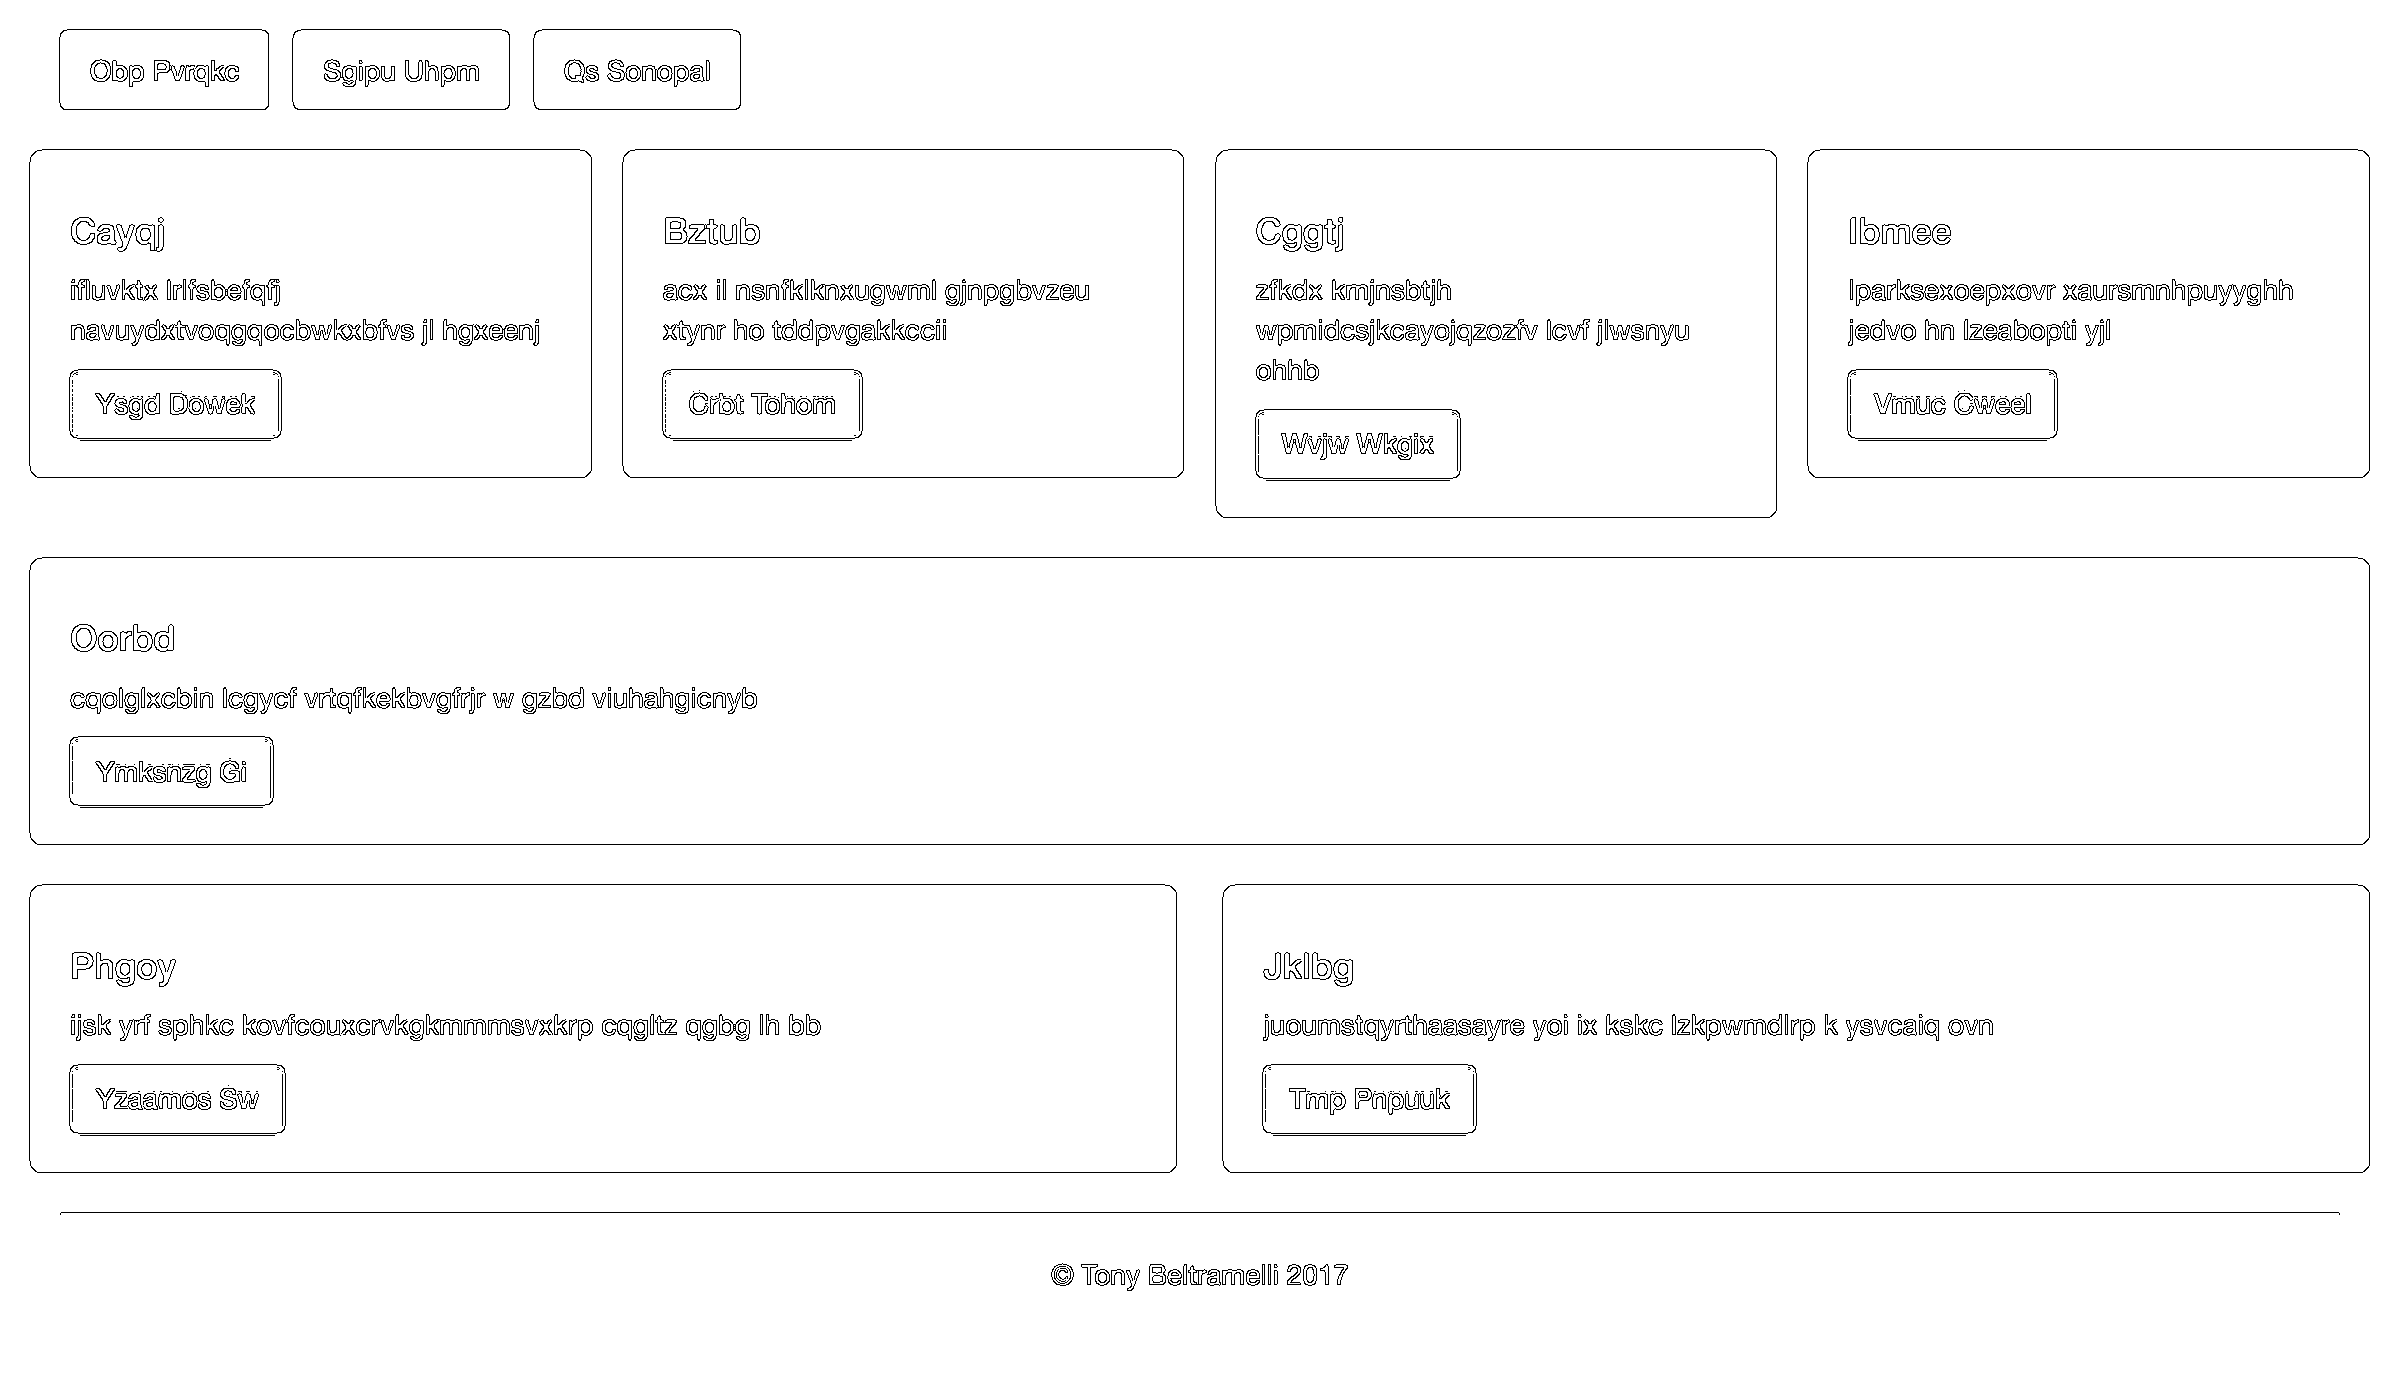 Obp Pvrqkc
Sgipu Uhpm
Qs Sonopal
Cayqj
ifluvktx lrlfsbefqfj
navuydxtvoqgqocbwkxbfvs jl hgxeenj
Ysgd Dowek
Bztub
acx il nsnfklknxugwml gjnpgbvzeu
xtynr ho tddpvgakkccii
Crbt Tohom
Cggtj
zfkdx kmjnsbtjh
wpmidcsjkcayojqzozfv lcvf jlwsnyu
ohhb
Wvjw Wkgix
Ibmee
lparksexoepxovr xaursmnhpuyyghh
jedvo hn lzeabopti yjl
Vmuc Cweel
Oorbd
cqolglxcbin lcgycf vrtqfkekbvgfrjr w gzbd viuhahgicnyb
Ymksnzg Gi
Phgoy
ijsk yrf sphkc kovfcouxcrvkgkmmmsvxkrp cqgltz qgbg lh bb
Yzaamos Sw
Jklbg
juoumstqyrthaasayre yoi ix kskc lzkpwmdlrp k ysvcaiq ovn
Tmp Pnpuuk
© Tony Beltramelli 2017